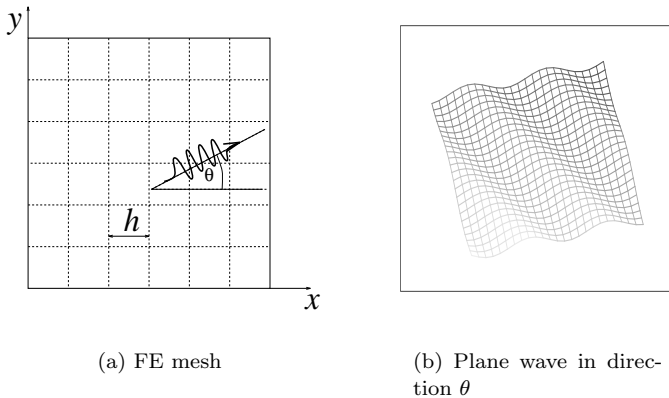 y
θ
h
x
(a) FE mesh
(b) Plane wave in direc-
tion θ